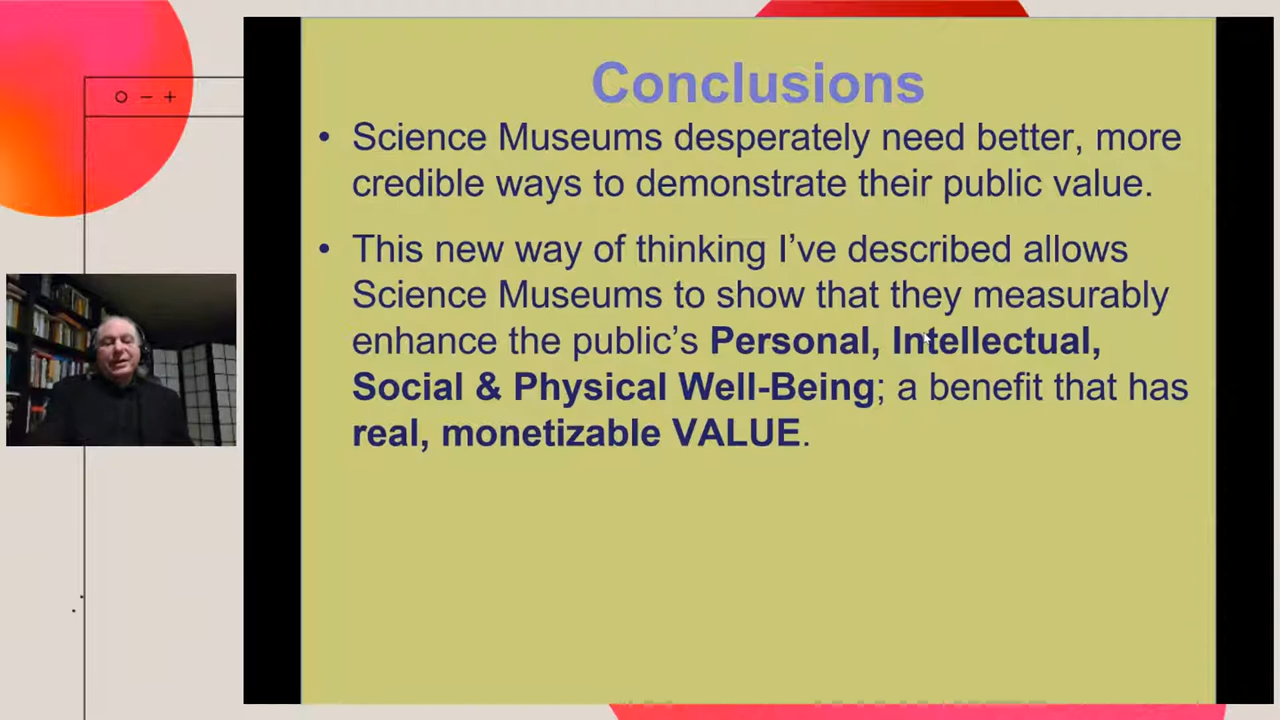 Conclusions
• Science Museums desperately need better, more
credible ways to demonstrate their public value.
• This new way of thinking I’ve described allows
Science Museums to show that they measurably
enhance the public’s Personal, Intellectual,
Social & Physical Well-Being; a benefit that has
real, monetizable VALUE.